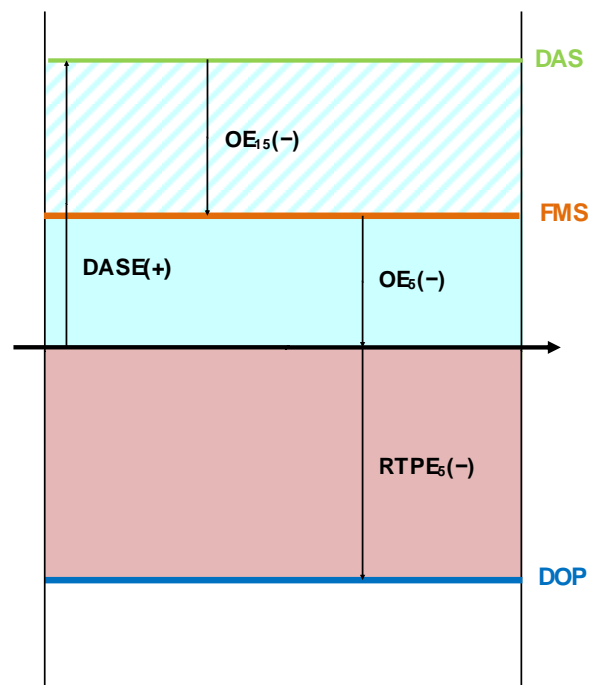 DAS
OE₁₅(−)
FMS
DASE(+)
OE₅(−)
RTPE₅(−)
DOP